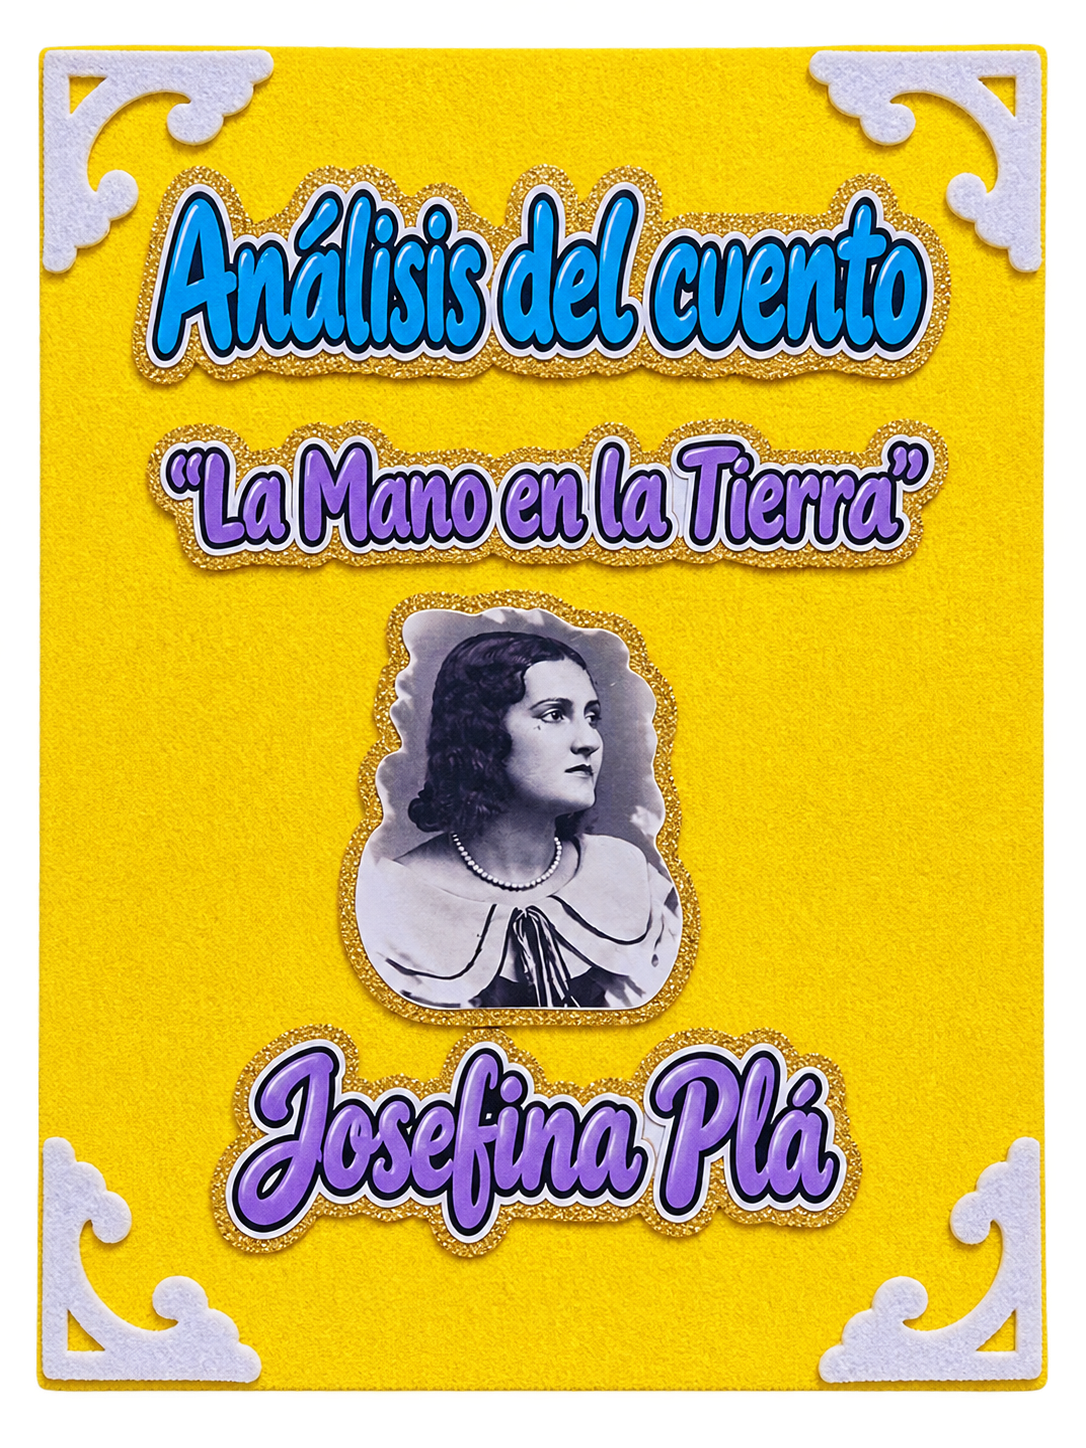 Análisis del cuento
“La Mano en la Tierra”
Josefina Plá